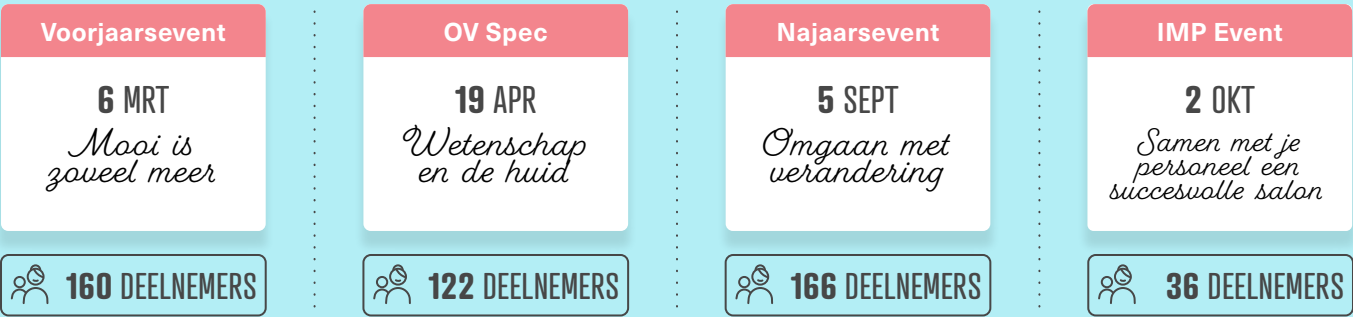 Voorjaarsevent
6 MRT
Mooi is
zoveel meer
160 DEELNEMERS
OV Spec
19 APR
Wetenschap
en de huid
122 DEELNEMERS
Najaarsevent
5 SEPT
Omgaan met
verandering
166 DEELNEMERS
IMP Event
2 OKT
Samen met je
personeel een
succesvolle salon
36 DEELNEMERS